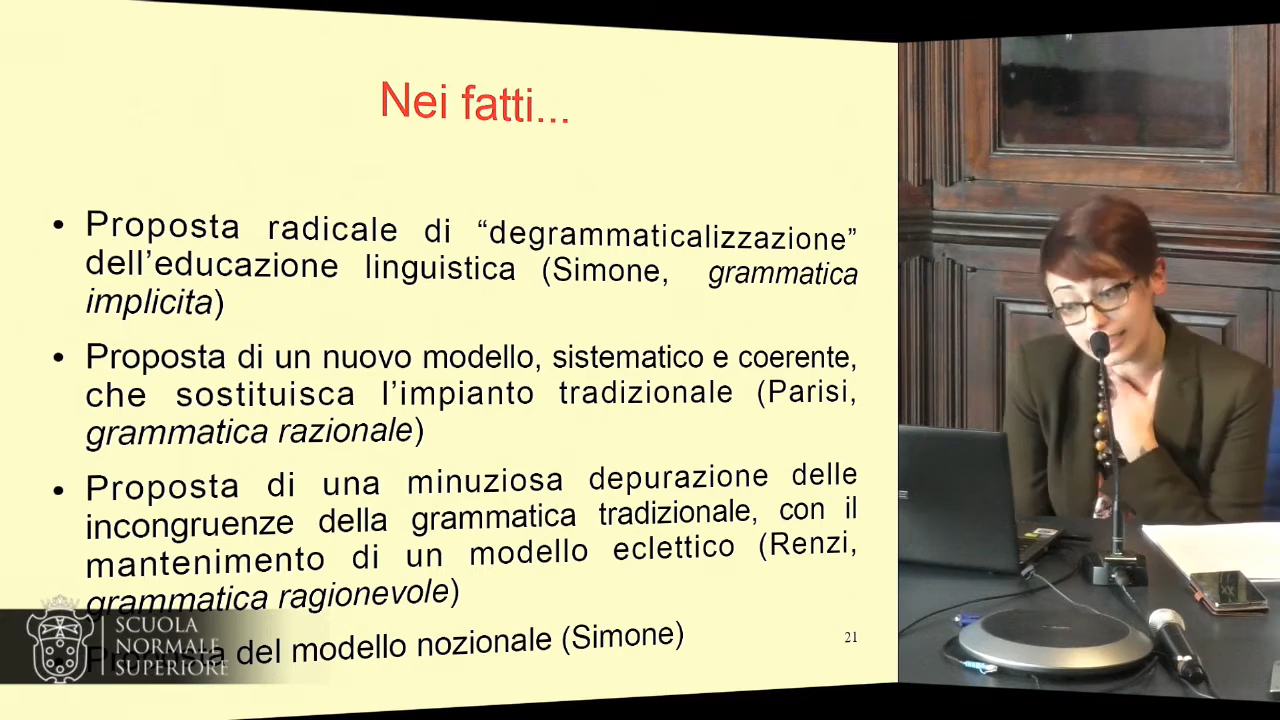 Nei fatti...
• Proposta radicale di “degrammaticalizzazione”
dell’educazione linguistica (Simone, grammatica
implicita)
• Proposta di un nuovo modello, sistematico e coerente,
che sostituisca l’impianto tradizionale (Parisi,
grammatica razionale)
• Proposta di una minuziosa depurazione delle
incongruenze della grammatica tradizionale, con il
mantenimento di un modello eclettico (Renzi,
grammatica ragionevole)
Proposta del modello nozionale (Simone)
21
SCUOLA
NORMALE
SUPERIORE